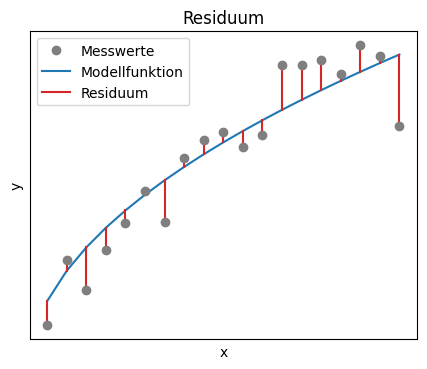 Residuum
Messwerte
Modellfunktion
Residuum
y
x